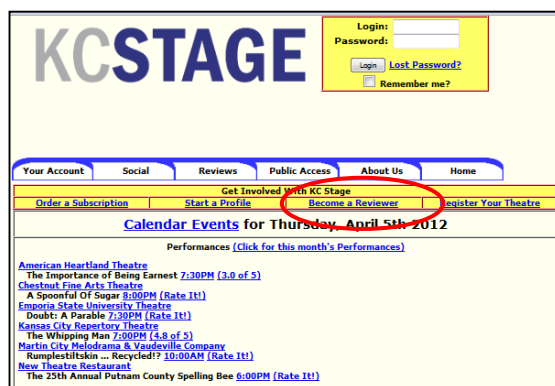 KCSTAGE
Login:
Password:
Login Lost Password?
Remember me?
Your Account Social Reviews Public Access About Us Home
Get Involved With KC Stage
Order a Subscription Start a Profile Become a Reviewer Register Your Theatre
Calendar Events for Thursday, April 5th 2012
Performances (Click for this month's Performances)
American Heartland Theatre
The Importance of Being Earnest 7:30PM (3.0 of 5)
Chestnut Fine Arts Theatre
A Spoonful Of Sugar 8:00PM (Rate It!)
Emporia State University Theatre
Doubt: A Parable 7:30PM (Rate It!)
Kansas City Repertory Theatre
The Whipping Man 7:00PM (4.8 of 5)
Martin City Melodrama & Vaudeville Company
Rumplestiltskin ... Recycled!? 10:00AM (Rate It!)
New Theatre Restaurant
The 25th Annual Putnam County Spelling Bee 6:00PM (Rate It!)